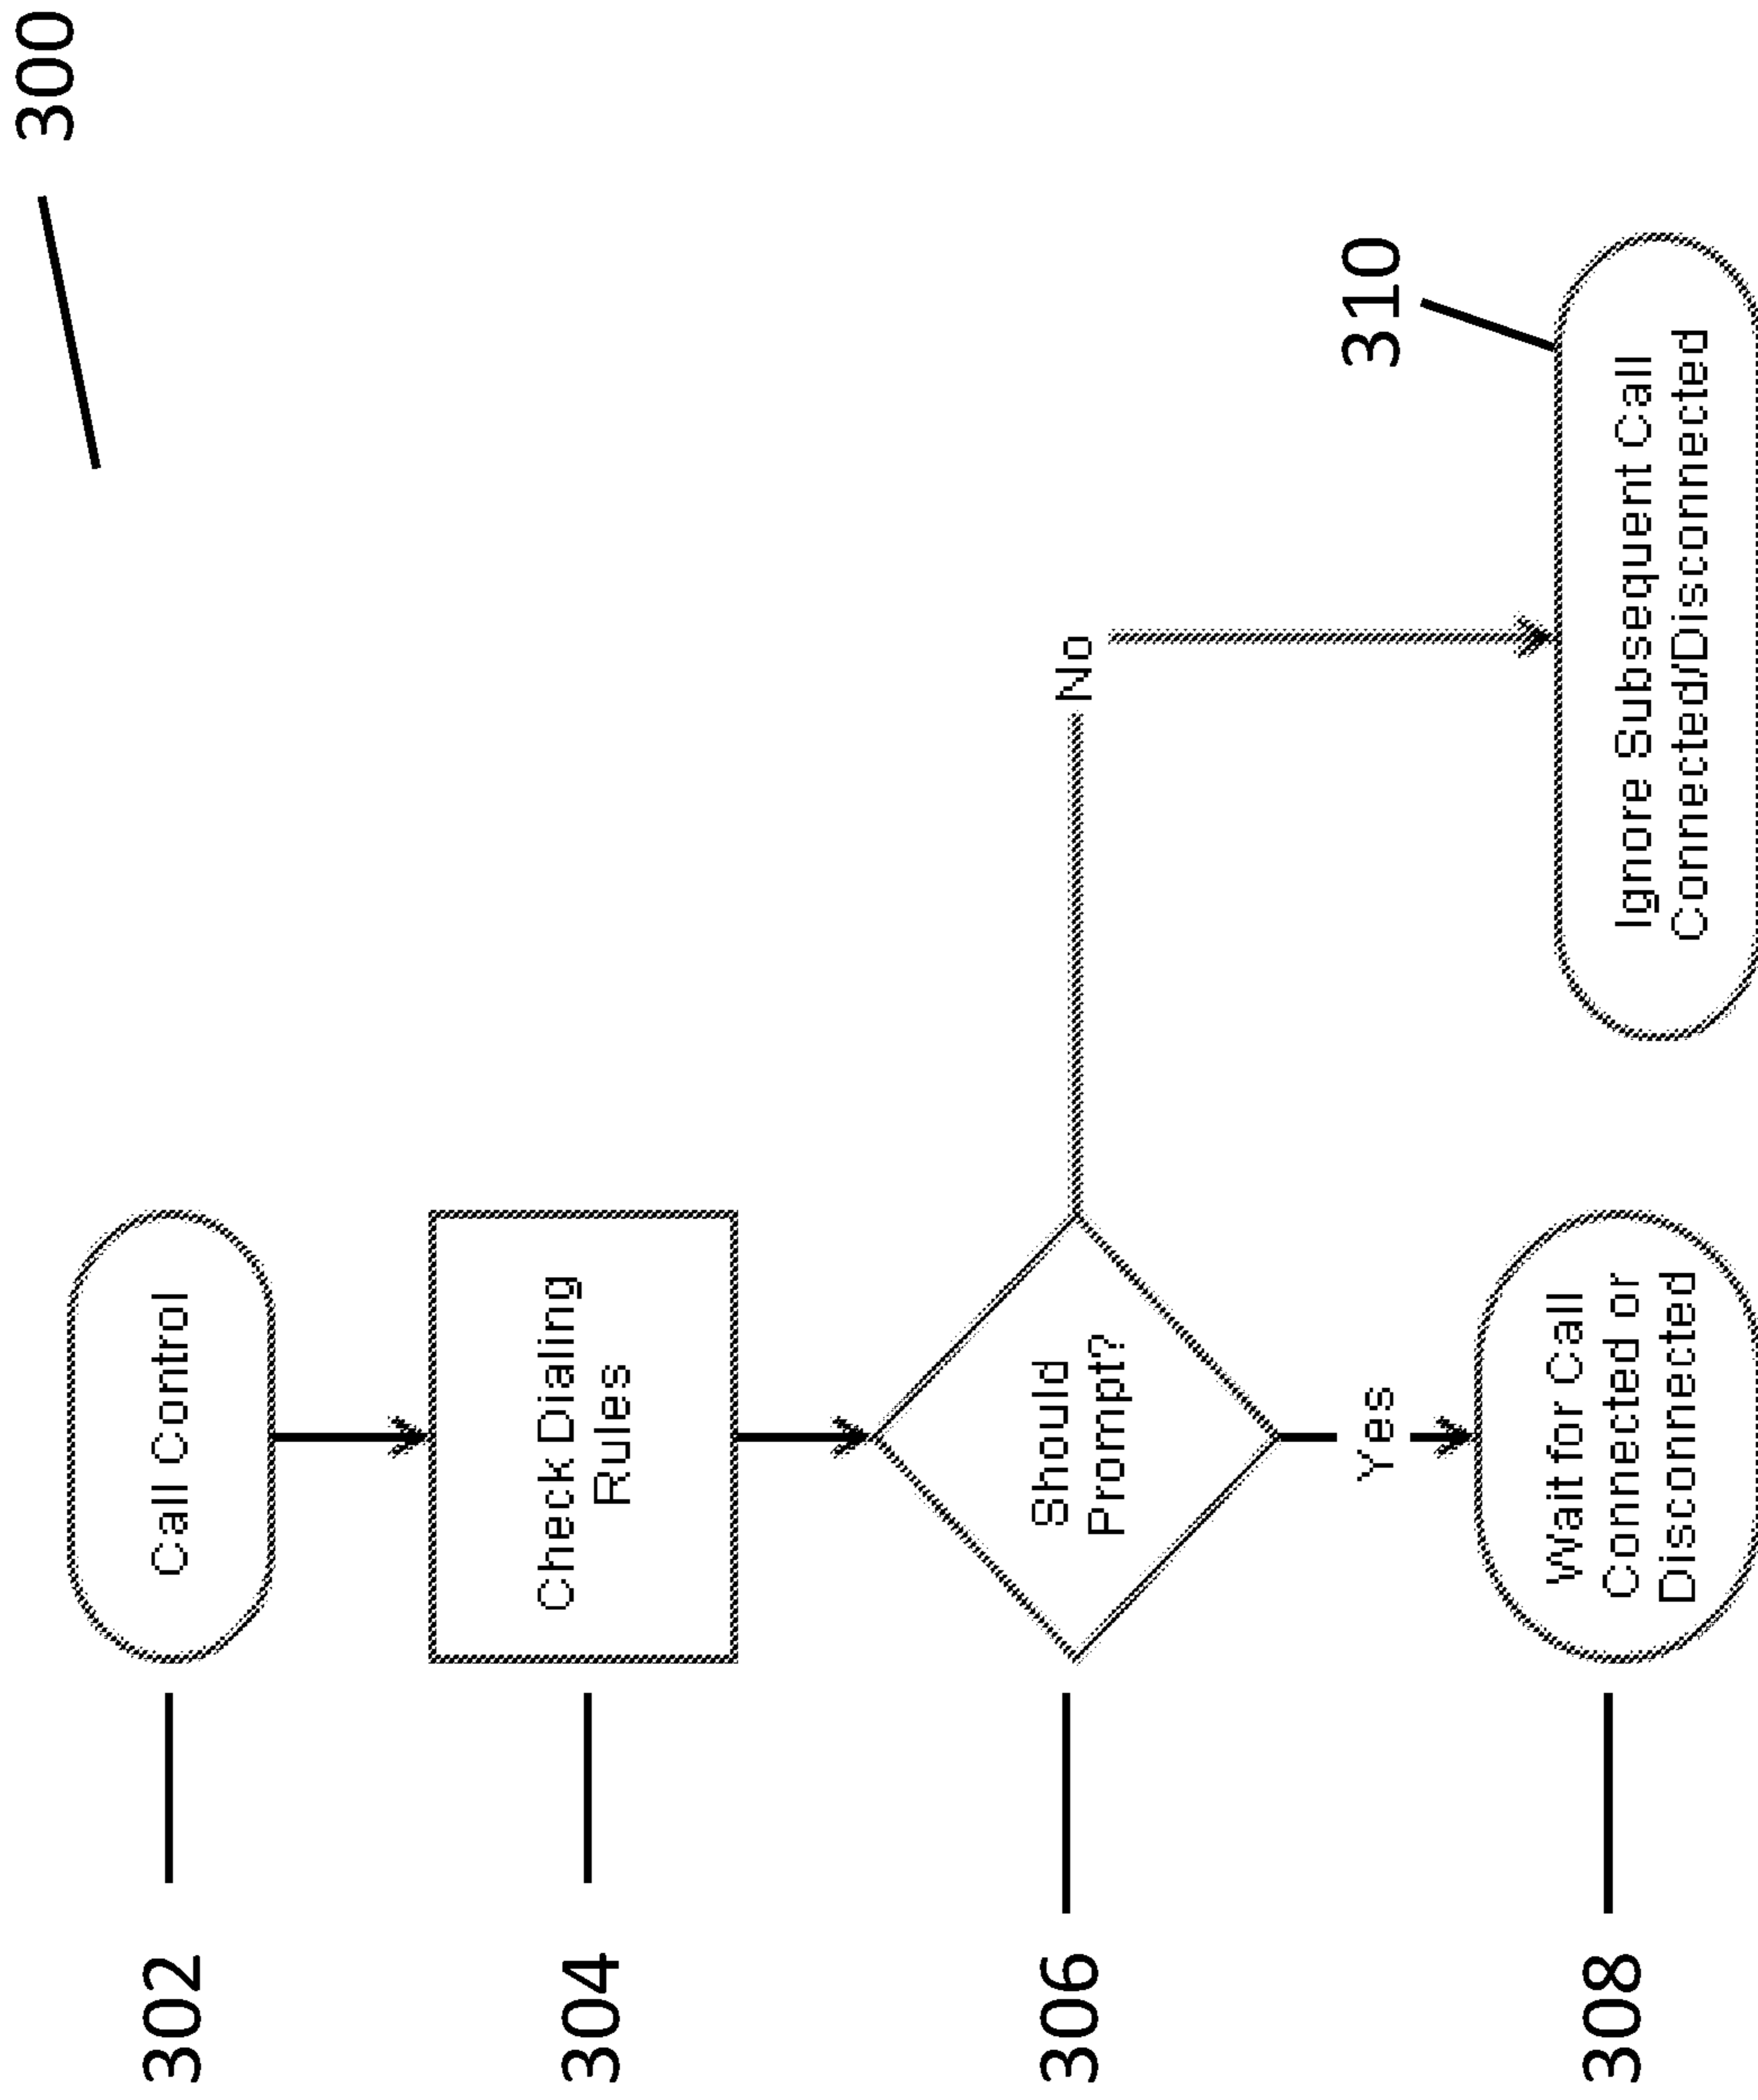 300
302
Call Control
304
Check Dialing
Rules
306
Should
Prompt?
No
Yes
308
Wait for Call
Connected or
Disconnected
310
Ignore Subsequent Call
Connected/Disconnected